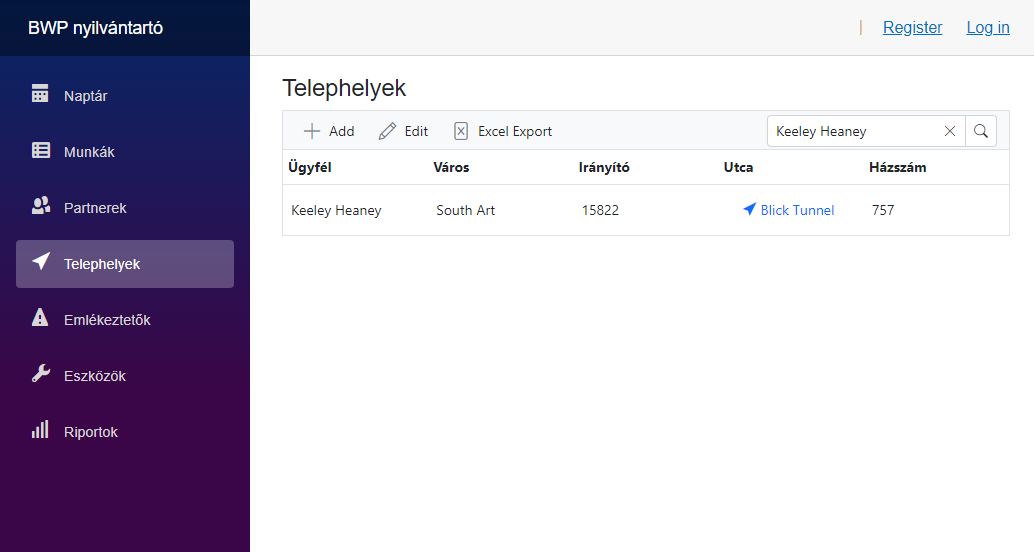 BWP nyilvántartó
Register Log in
Naptár
Munkák
Partnerek
Telephelyek
Emlékeztetők
Eszközök
Riportok
Telephelyek
Add Edit Excel Export Keeley Heaney
Ügyfél Város Irányító Utca Házszám
Keeley Heaney South Art 15822 Blick Tunnel 757